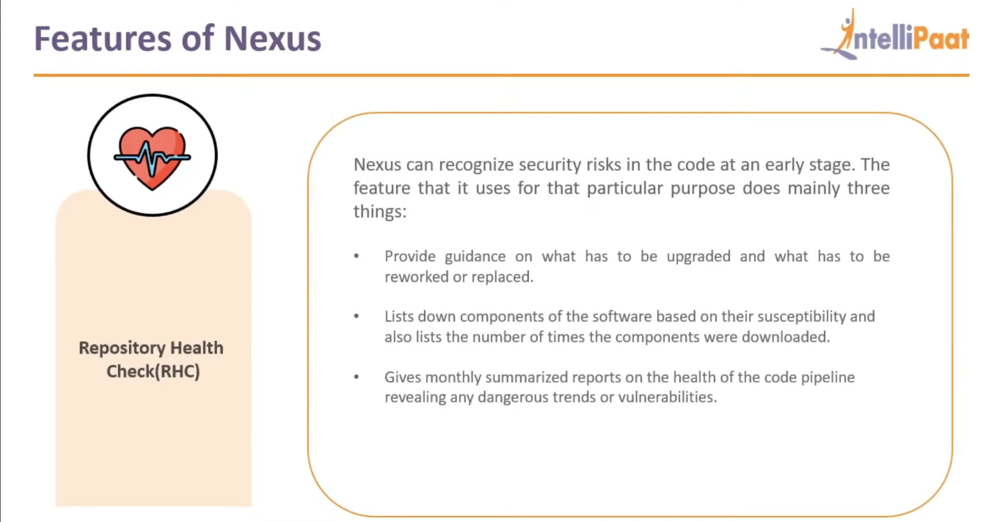 Features of Nexus
IntelliPaat
Repository Health
Check(RHC)
Nexus can recognize security risks in the code at an early stage. The
feature that it uses for that particular purpose does mainly three
things:
• Provide guidance on what has to be upgraded and what has to be
reworked or replaced.
• Lists down components of the software based on their susceptibility and
also lists the number of times the components were downloaded.
• Gives monthly summarized reports on the health of the code pipeline
revealing any dangerous trends or vulnerabilities.